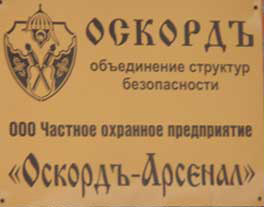 ОСКОРДЪ
объединение структур
безопасности
ООО Частное охранное предприятие
«Оскордъ-Арсенал»